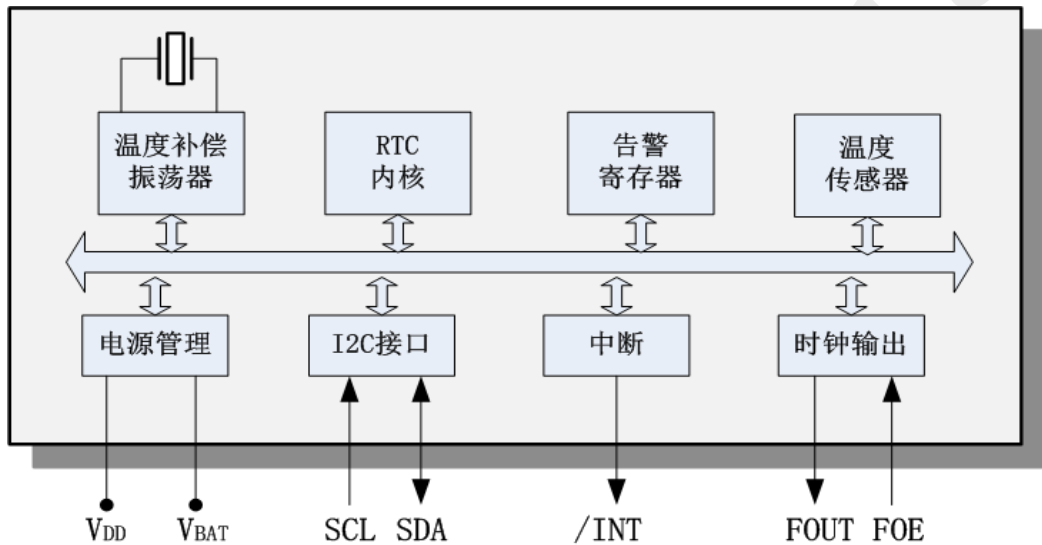 温度补偿
振荡器
RTC
内核
告警
寄存器
温度
传感器
电源管理
I2C接口
中断
时钟输出
VDD
VBAT
SCL
SDA
/INT
FOUT
FOE